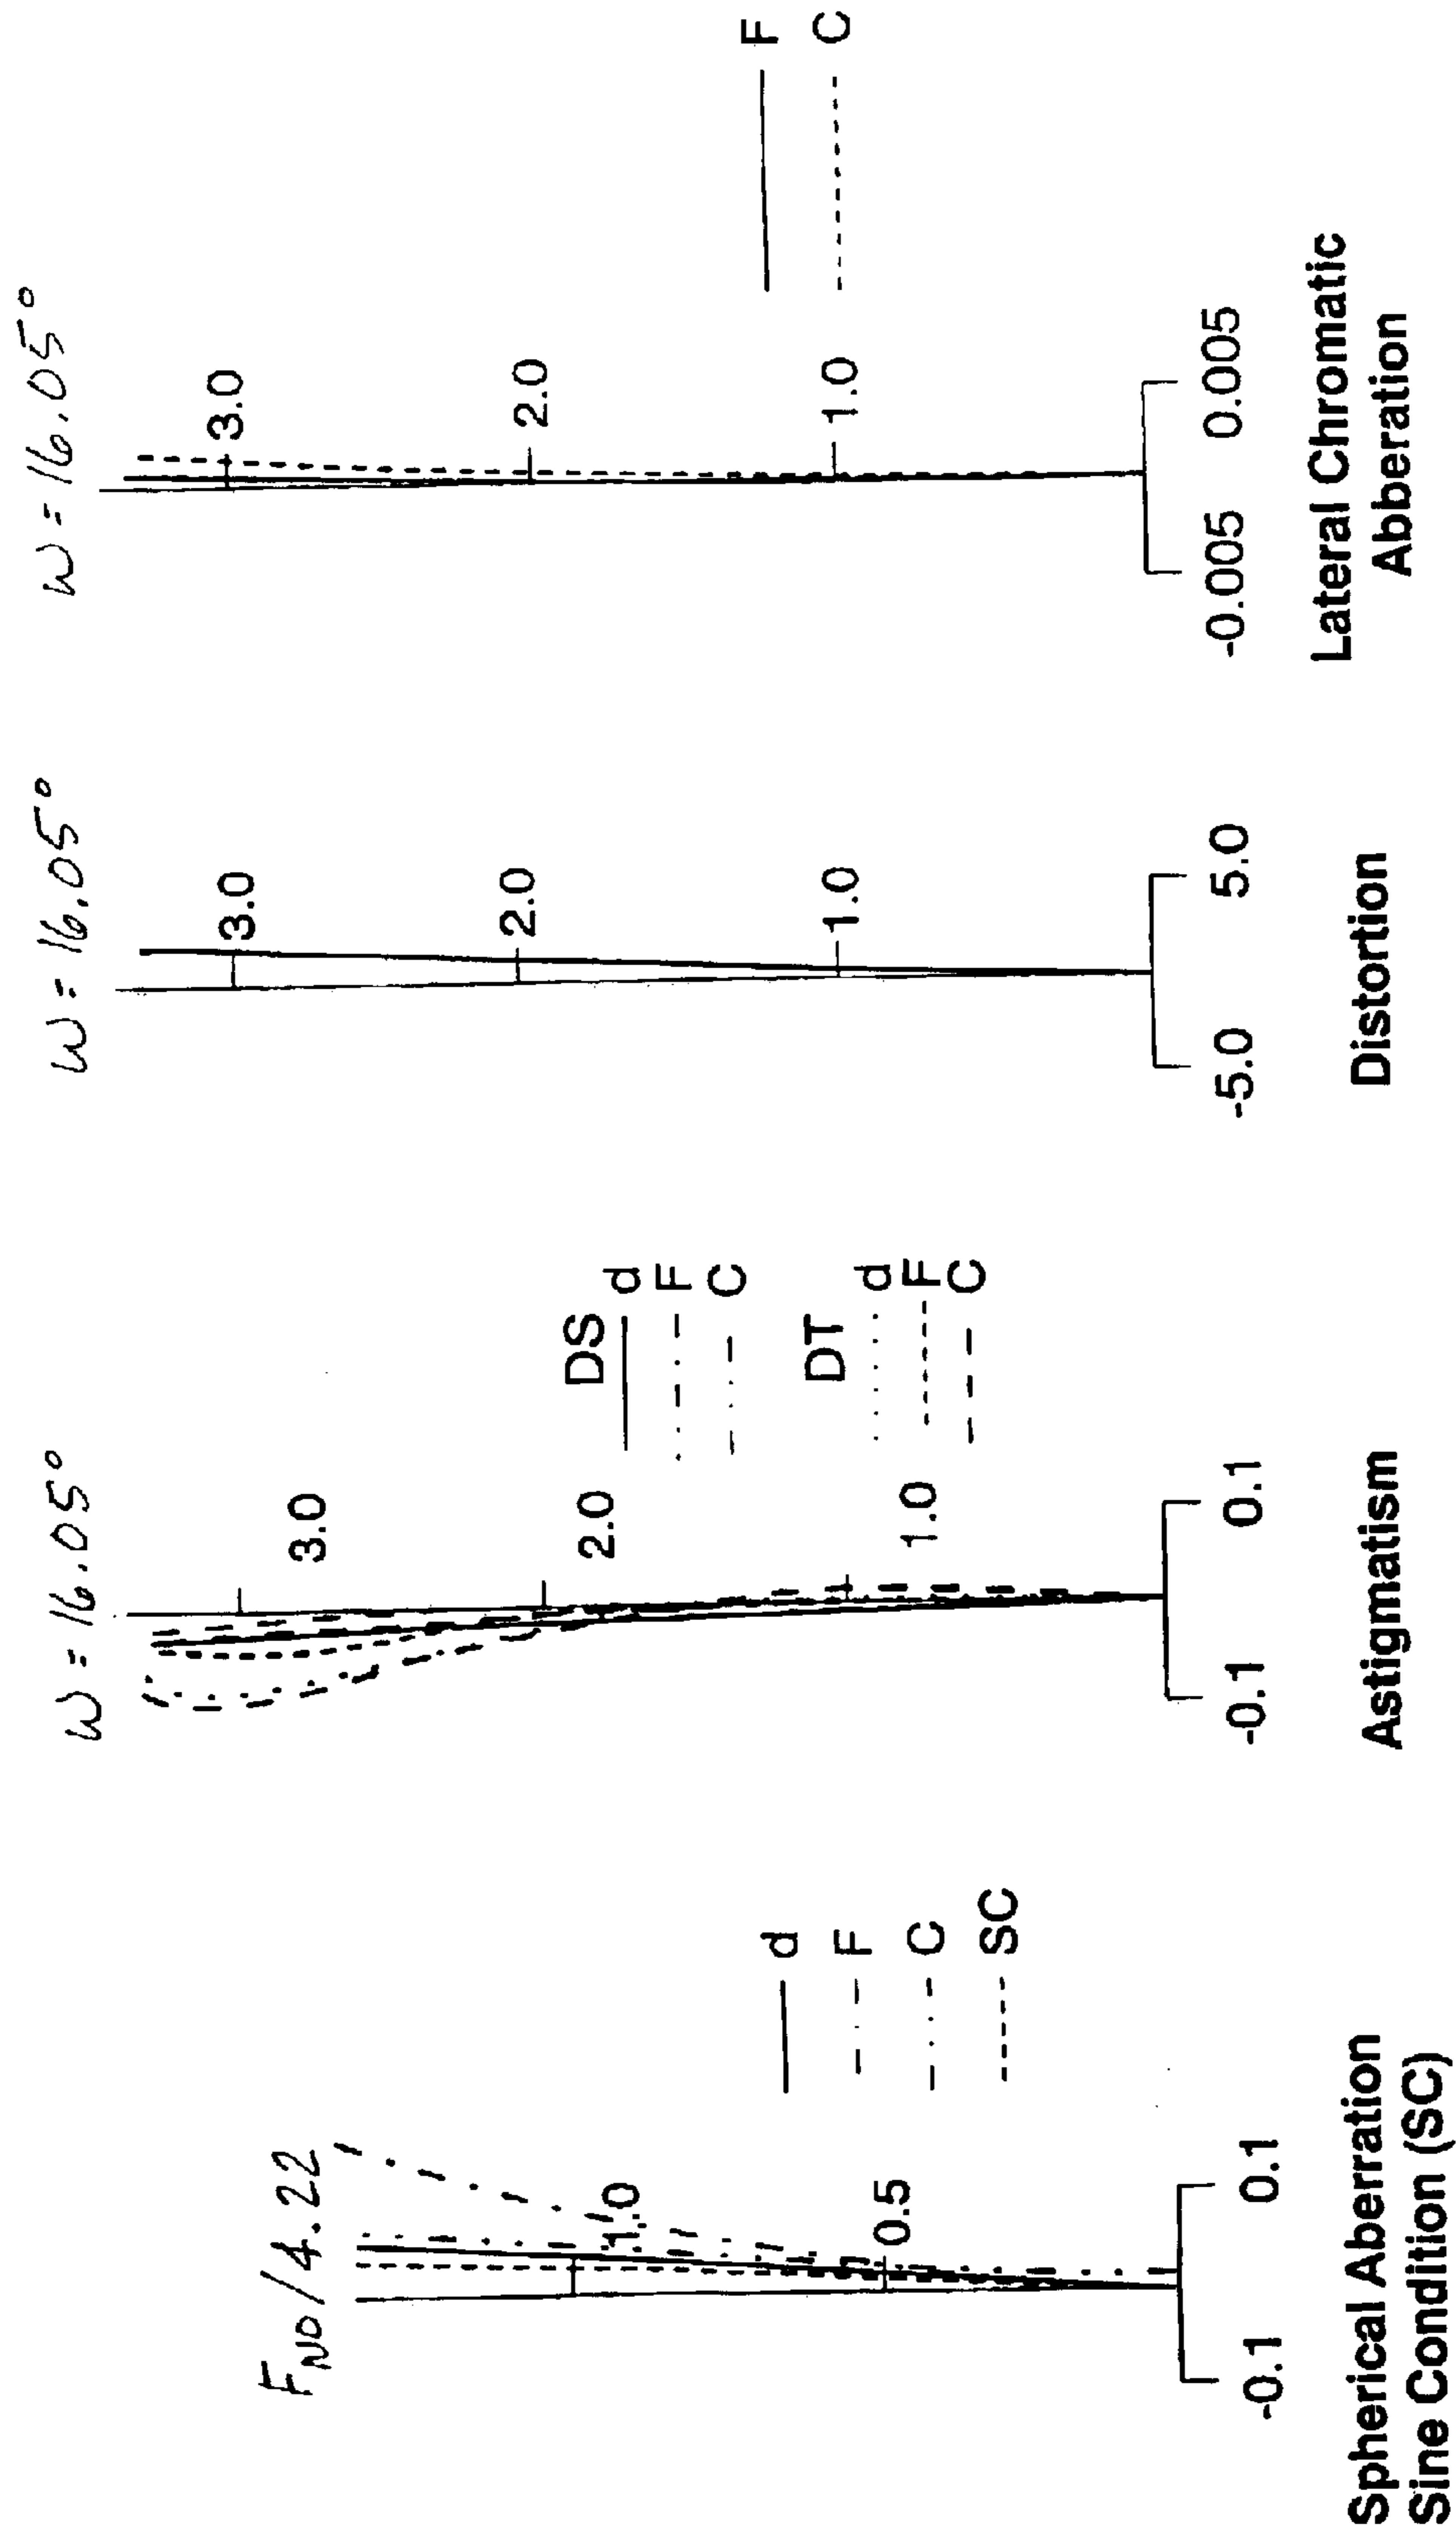 F_NO/4.22
1.0
0.5
-0.1
0.1
d
F
C
SC
Spherical Aberration
Sine Condition (SC)
W = 16.05°
3.0
2.0
1.0
-0.1
0.1
DS
d
F
C
DT
d
F
C
Astigmatism
W = 16.05°
3.0
2.0
1.0
-5.0
5.0
Distortion
W = 16.05°
3.0
2.0
1.0
-0.005
0.005
F
C
Lateral Chromatic
Abberation